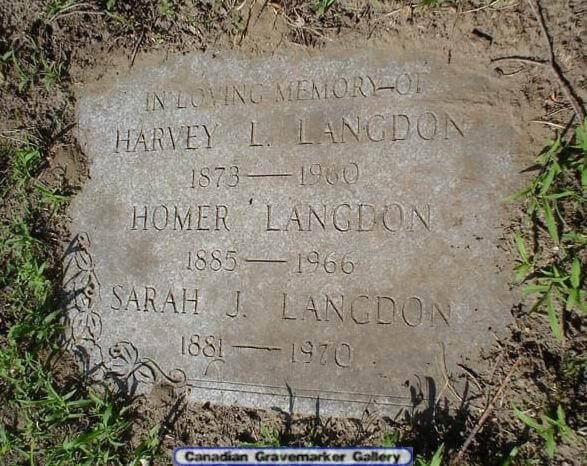 IN LOVING MEMORY OF
HARVEY L. LANGDON
1873 — 1960
HOMER LANGDON
1885 — 1966
SARAH J. LANGDON
1881 — 1970
Canadian Gravemarker Gallery